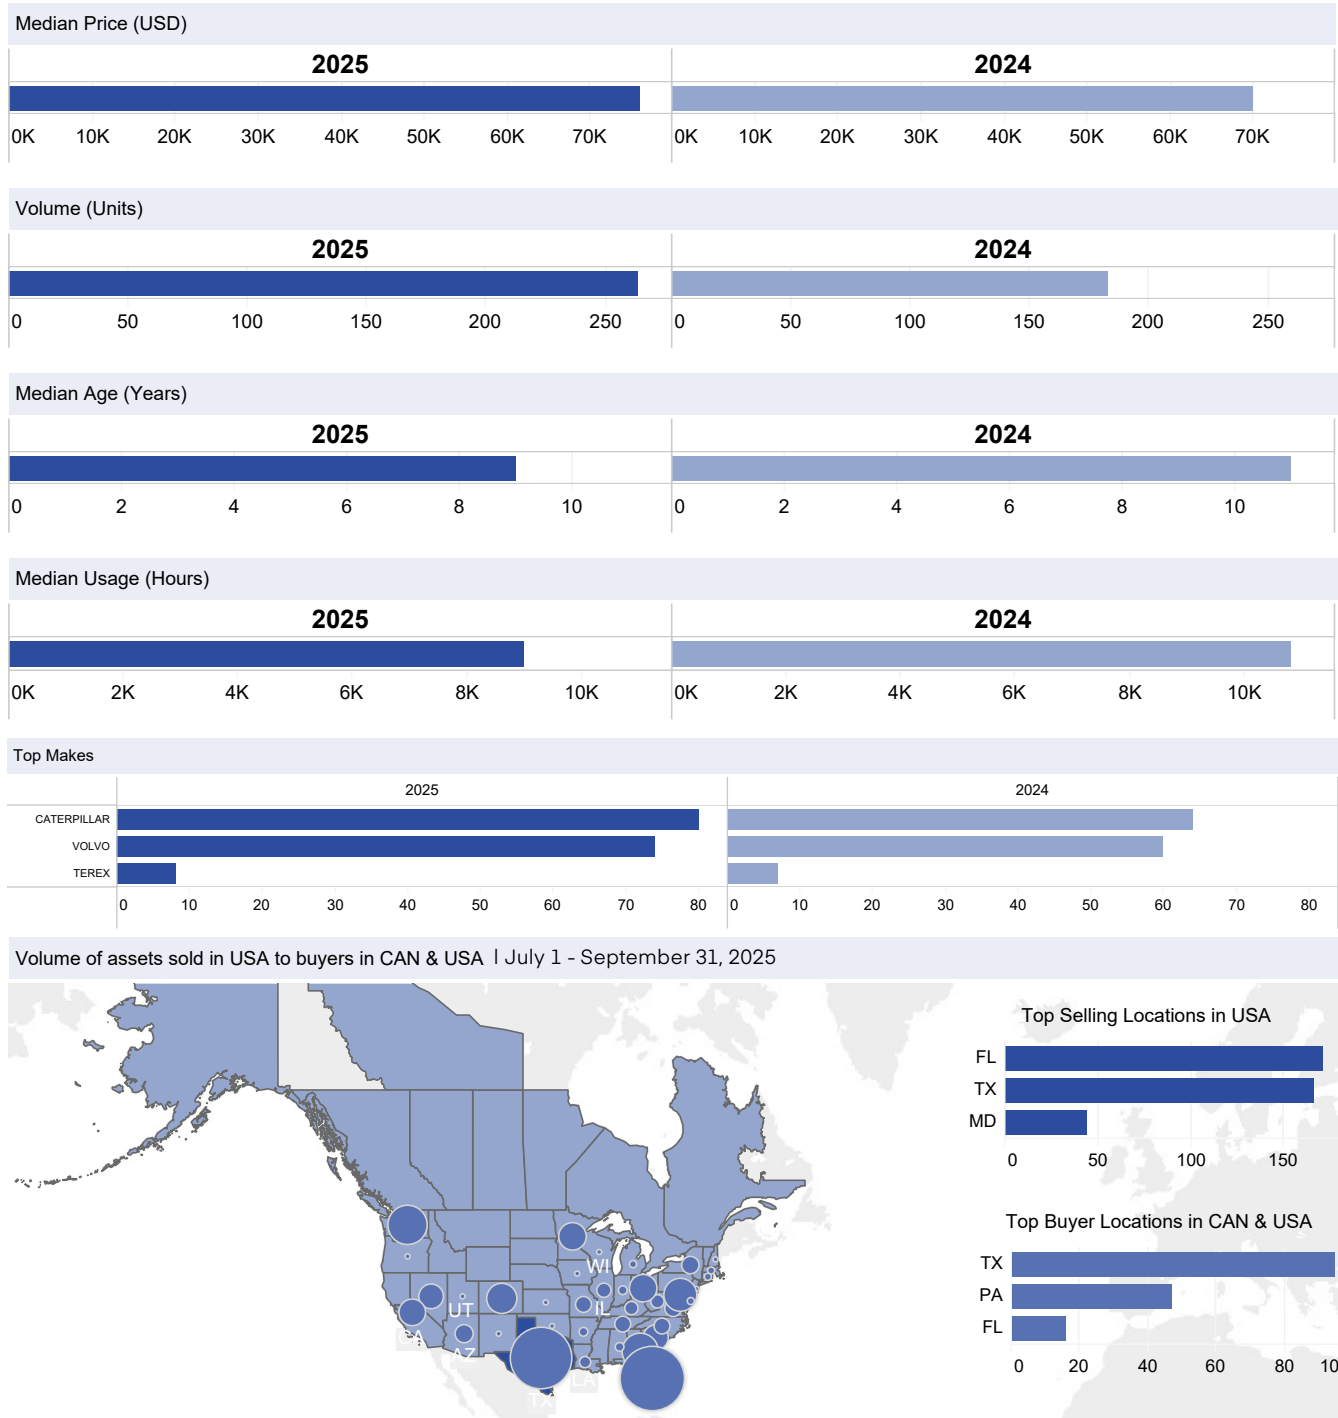 Median Price (USD)
2025 2024
0K 10K 20K 30K 40K 50K 60K 70K 0K 10K 20K 30K 40K 50K 60K 70K
Volume (Units)
2025 2024
0 50 100 150 200 250 0 50 100 150 200 250
Median Age (Years)
2025 2024
0 2 4 6 8 10 0 2 4 6 8 10
Median Usage (Hours)
2025 2024
0K 2K 4K 6K 8K 10K 0K 2K 4K 6K 8K 10K
Top Makes
2025 2024
CATERPILLAR
VOLVO
TEREX
0 10 20 30 40 50 60 70 80 0 10 20 30 40 50 60 70 80
Volume of assets sold in USA to buyers in CAN & USA | July 1 - September 31, 2025
WI
UT
IL
CA
AZ
LA
TX
Top Selling Locations in USA
FL
TX
MD
0 50 100 150
Top Buyer Locations in CAN & USA
TX
PA
FL
0 20 40 60 80 10